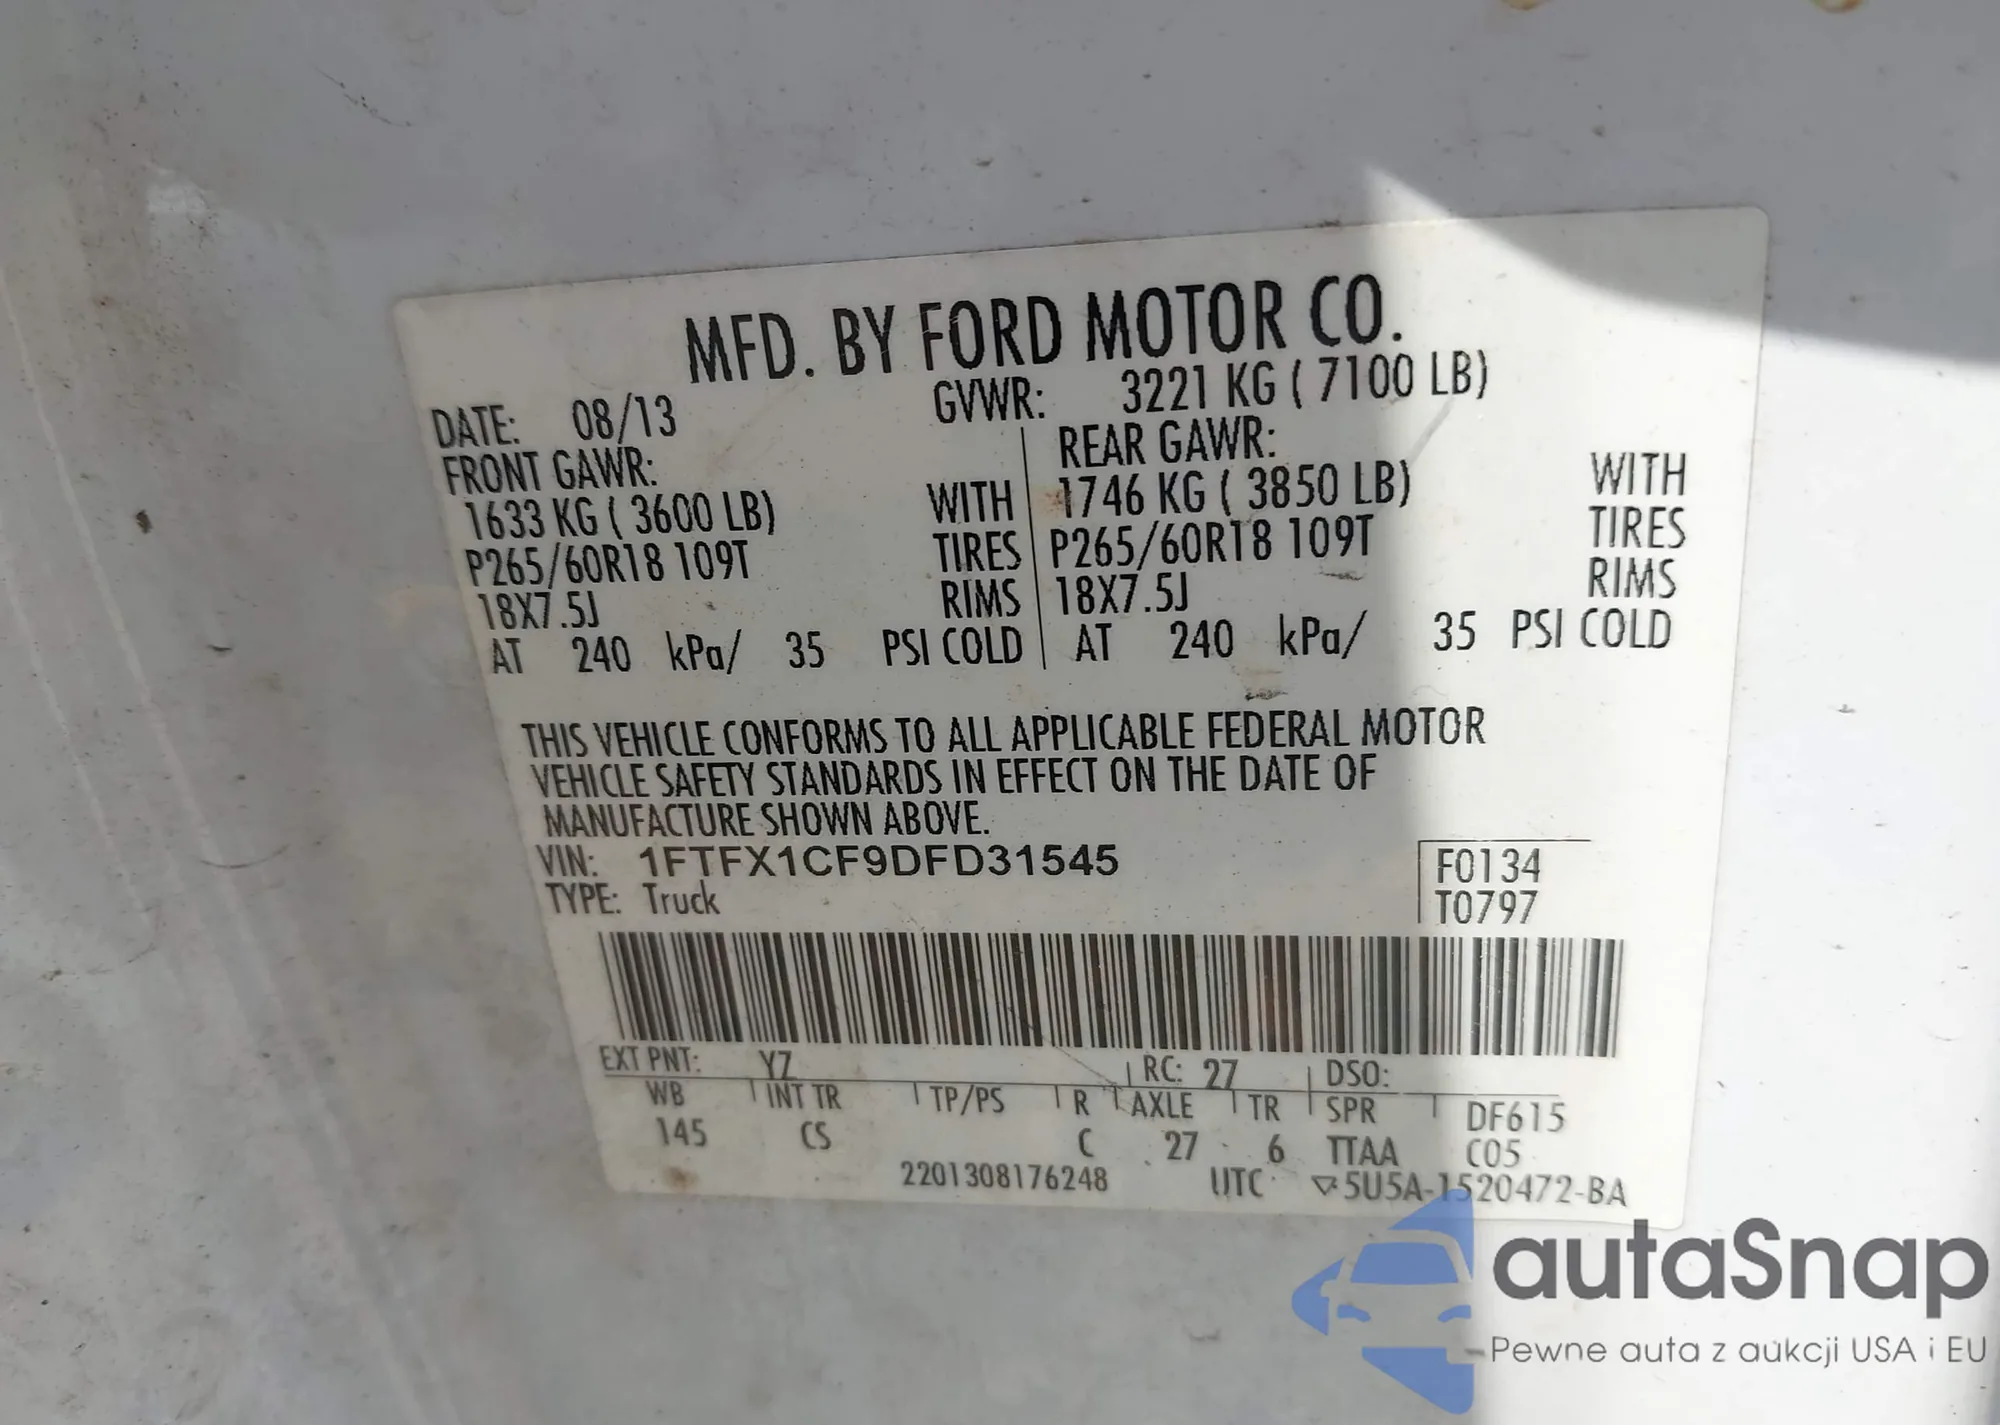 MFD. BY FORD MOTOR CO.
DATE: 08/13 GVWR: 3221 KG ( 7100 LB)
FRONT GAWR: REAR GAWR:
1633 KG ( 3600 LB) WITH 1746 KG ( 3850 LB) WITH
P265/60R18 109T TIRES P265/60R18 109T TIRES
18X7.5J RIMS 18X7.5J RIMS
AT 240 kPa/ 35 PSI COLD AT 240 kPa/ 35 PSI COLD
THIS VEHICLE CONFORMS TO ALL APPLICABLE FEDERAL MOTOR
VEHICLE SAFETY STANDARDS IN EFFECT ON THE DATE OF
MANUFACTURE SHOWN ABOVE.
VIN: 1FTFX1CF9DFD31545 F0134
TYPE: Truck T0797
EXT PNT: YZ RC: 27 DSO:
WB INT TR TP/PS R AXLE TR SPR DF615
145 CS C 27 6 TTAA C05
2201308176248 UTC ▽5U5A-1520472-BA
autaSnap
Pewne auta z aukcji USA i EU